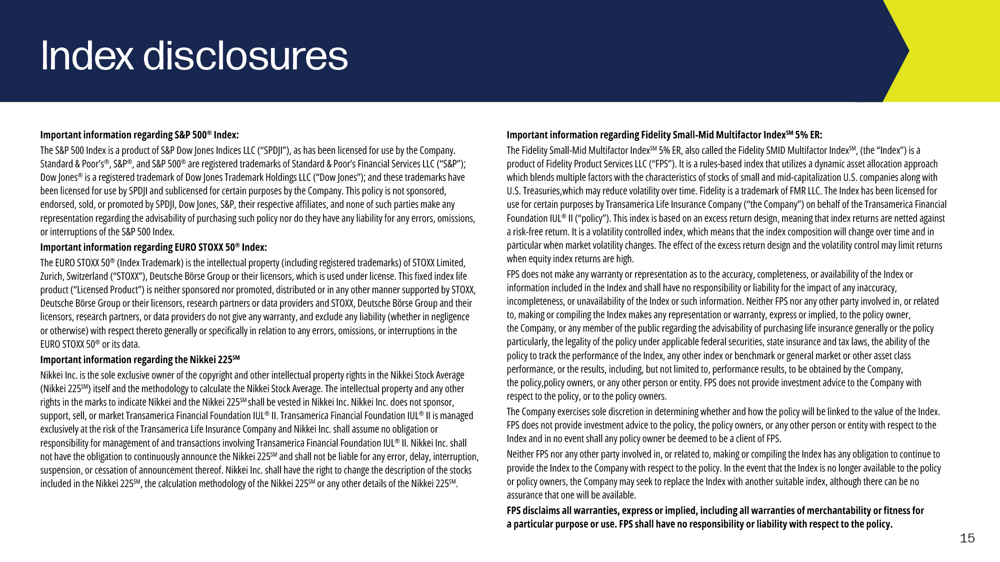 Index disclosures
Important information regarding S&P 500® Index:
The S&P 500 Index is a product of S&P Dow Jones Indices LLC (“SPDJI”), as has been licensed for use by the Company.
Standard & Poor’s®, S&P®, and S&P 500® are registered trademarks of Standard & Poor’s Financial Services LLC (“S&P”);
Dow Jones® is a registered trademark of Dow Jones Trademark Holdings LLC (“Dow Jones”); and these trademarks have
been licensed for use by SPDJI and sublicensed for certain purposes by the Company. This policy is not sponsored,
endorsed, sold, or promoted by SPDJI, Dow Jones, S&P, their respective affiliates, and none of such parties make any
representation regarding the advisability of purchasing such policy nor do they have any liability for any errors, omissions,
or interruptions of the S&P 500 Index.
Important information regarding EURO STOXX 50® Index:
The EURO STOXX 50® (Index Trademark) is the intellectual property (including registered trademarks) of STOXX Limited,
Zurich, Switzerland (“STOXX”), Deutsche Börse Group or their licensors, which is used under license. This fixed index life
product (“Licensed Product”) is neither sponsored nor promoted, distributed or in any other manner supported by STOXX,
Deutsche Börse Group or their licensors, research partners or data providers and STOXX, Deutsche Börse Group and their
licensors, research partners, or data providers do not give any warranty, and exclude any liability (whether in negligence
or otherwise) with respect thereto generally or specifically in relation to any errors, omissions, or interruptions in the
EURO STOXX 50® or its data.
Important information regarding the Nikkei 225℠
Nikkei Inc. is the sole exclusive owner of the copyright and other intellectual property rights in the Nikkei Stock Average
(Nikkei 225℠) itself and the methodology to calculate the Nikkei Stock Average. The intellectual property and any other
rights in the marks to indicate Nikkei and the Nikkei 225℠ shall be vested in Nikkei Inc. Nikkei Inc. does not sponsor,
support, sell, or market Transamerica Financial Foundation IUL® II. Transamerica Financial Foundation IUL® II is managed
exclusively at the risk of the Transamerica Life Insurance Company and Nikkei Inc. shall assume no obligation or
responsibility for management of and transactions involving Transamerica Financial Foundation IUL® II. Nikkei Inc. shall
not have the obligation to continuously announce the Nikkei 225℠ and shall not be liable for any error, delay, interruption,
suspension, or cessation of announcement thereof. Nikkei Inc. shall have the right to change the description of the stocks
included in the Nikkei 225℠, the calculation methodology of the Nikkei 225℠ or any other details of the Nikkei 225℠.
Important information regarding Fidelity Small-Mid Multifactor Index℠ 5% ER:
The Fidelity Small-Mid Multifactor Index℠ 5% ER, also called the Fidelity SMID Multifactor Index℠, (the “Index”) is a
product of Fidelity Product Services LLC (“FPS”). It is a rules-based index that utilizes a dynamic asset allocation approach
which blends multiple factors with the characteristics of stocks of small and mid-capitalization U.S. companies along with
U.S. Treasuries,which may reduce volatility over time. Fidelity is a trademark of FMR LLC. The Index has been licensed for
use for certain purposes by Transamerica Life Insurance Company (“the Company”) on behalf of the Transamerica Financial
Foundation IUL® II (“policy”). This index is based on an excess return design, meaning that index returns are netted against
a risk-free return. It is a volatility controlled index, which means that the index composition will change over time and in
particular when market volatility changes. The effect of the excess return design and the volatility control may limit returns
when equity index returns are high.
FPS does not make any warranty or representation as to the accuracy, completeness, or availability of the Index or
information included in the Index and shall have no responsibility or liability for the impact of any inaccuracy,
incompleteness, or unavailability of the Index or such information. Neither FPS nor any other party involved in, or related
to, making or compiling the Index makes any representation or warranty, express or implied, to the policy owner,
the Company, or any member of the public regarding the advisability of purchasing life insurance generally or the policy
particularly, the legality of the policy under applicable federal securities, state insurance and tax laws, the ability of the
policy to track the performance of the Index, any other index or benchmark or general market or other asset class
performance, or the results, including, but not limited to, performance results, to be obtained by the Company,
the policy,policy owners, or any other person or entity. FPS does not provide investment advice to the Company with
respect to the policy, or to the policy owners.
The Company exercises sole discretion in determining whether and how the policy will be linked to the value of the Index.
FPS does not provide investment advice to the policy, the policy owners, or any other person or entity with respect to the
Index and in no event shall any policy owner be deemed to be a client of FPS.
Neither FPS nor any other party involved in, or related to, making or compiling the Index has any obligation to continue to
provide the Index to the Company with respect to the policy. In the event that the Index is no longer available to the policy
or policy owners, the Company may seek to replace the Index with another suitable index, although there can be no
assurance that one will be available.
FPS disclaims all warranties, express or implied, including all warranties of merchantability or fitness for
a particular purpose or use. FPS shall have no responsibility or liability with respect to the policy.
15